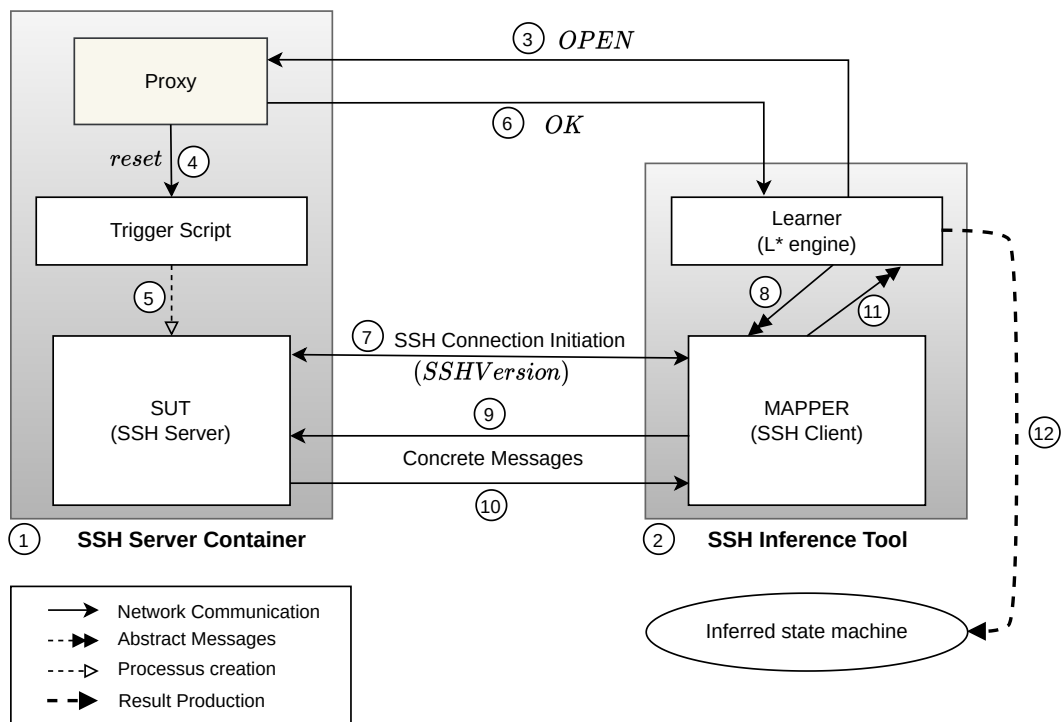 3 OPEN
Proxy
6 OK
reset 4
Trigger Script
Learner
(L* engine)
5
8
11
7 SSH Connection Initiation
(SSHVersion)
SUT
(SSH Server)
9
MAPPER
(SSH Client)
12
Concrete Messages
10
1 SSH Server Container
2 SSH Inference Tool
Network Communication
Abstract Messages
Processus creation
Result Production
Inferred state machine